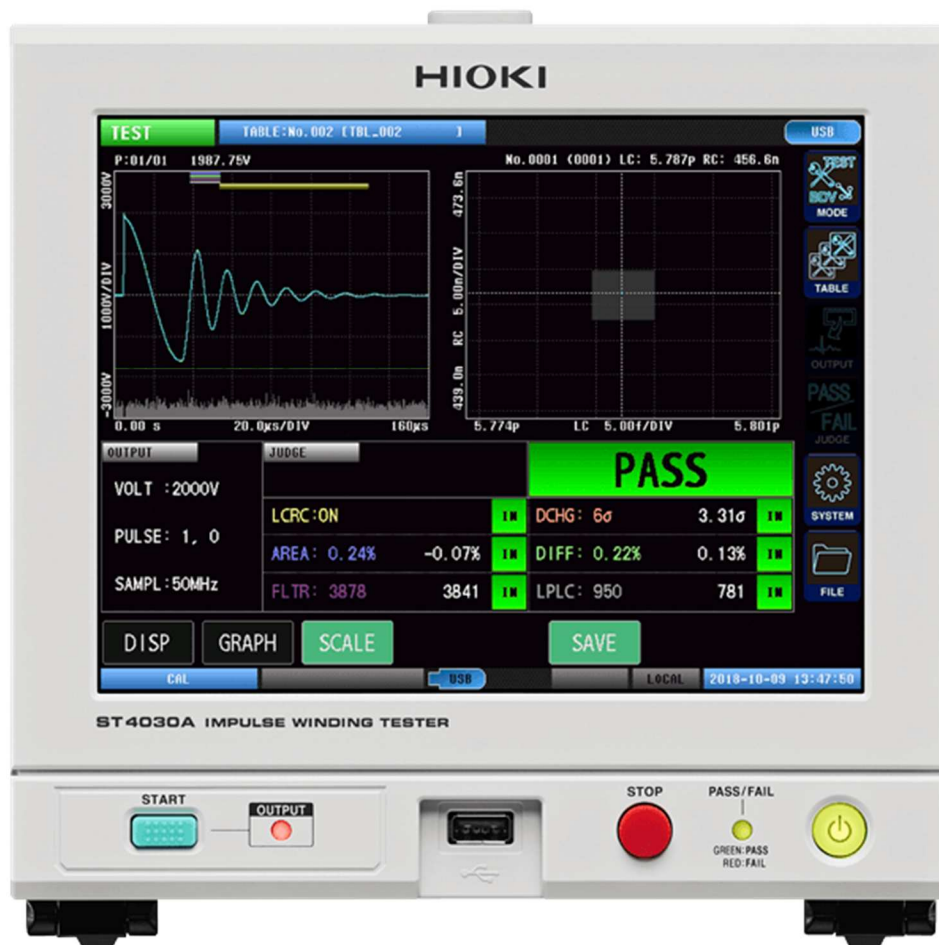 HIOKI
TEST
TABLE:No.002 [TBL_002 ]
USB
P:01/01 1987.75V
No.0001 (0001) LC: 5.787p RC: 456.6n
3000V
1000V/DIV
-3000V
0.00 s 20.0µs/DIV 160µs
473.6n
RC 5.00n/DIV
439.0n
5.774p LC 5.00f/DIV 5.801p
TEST
BDV
MODE
TABLE
OUTPUT
PASS
FAIL
JUDGE
SYSTEM
FILE
OUTPUT
VOLT :2000V
PULSE: 1, 0
SAMPL:50MHz
JUDGE
PASS
LCRC:ON IN DCHG: 6σ 3.31σ IN
AREA: 0.24% -0.07% IN DIFF: 0.22% 0.13% IN
FLTR: 3878 3841 IN LPLC: 950 781 IN
DISP GRAPH SCALE SAVE
CAL USB LOCAL 2018-10-09 13:47:50
ST4030A IMPULSE WINDING TESTER
START
OUTPUT
STOP
PASS/FAIL
GREEN:PASS
RED:FAIL